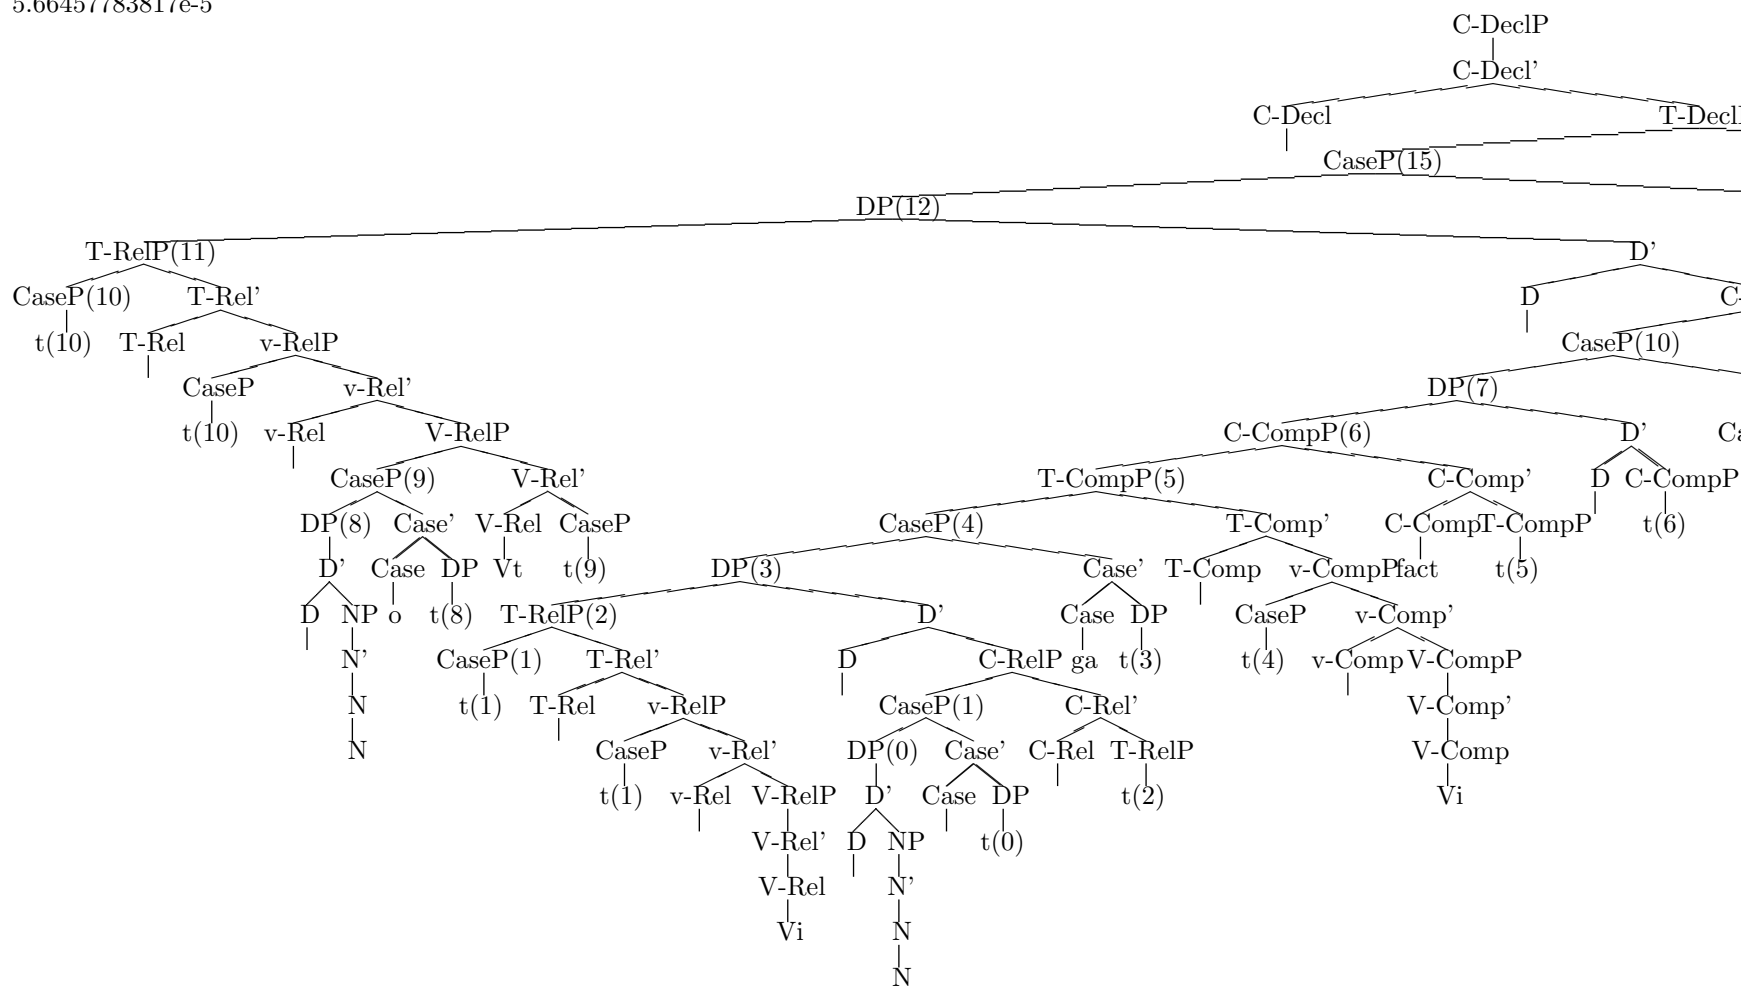 5.66457783817e-5
C-DeclP
C-Decl’
C-Decl T-Decl
CaseP(15)
DP(12)
T-RelP(11) D’
CaseP(10) T-Rel’ D C-
t(10) T-Rel v-RelP CaseP(10)
CaseP v-Rel’ DP(7)
t(10) v-Rel V-RelP C-CompP(6) D’ Ca
CaseP(9) V-Rel’ T-CompP(5) C-Comp’ D C-CompP
DP(8) Case’ V-Rel CaseP CaseP(4) T-Comp’ C-Comp T-CompP t(6)
D’ Case DP Vt t(9) DP(3) Case’ T-Comp v-CompP fact t(5)
D NP o t(8) T-RelP(2) D’ Case DP CaseP v-Comp’
N’ CaseP(1) T-Rel’ D C-RelP ga t(3) t(4) v-Comp V-CompP
N t(1) T-Rel v-RelP CaseP(1) C-Rel’ V-Comp’
N CaseP v-Rel’ DP(0) Case’ C-Rel T-RelP V-Comp
t(1) v-Rel V-RelP D’ Case DP t(2) Vi
V-Rel’ D NP t(0)
V-Rel N’
Vi N
N